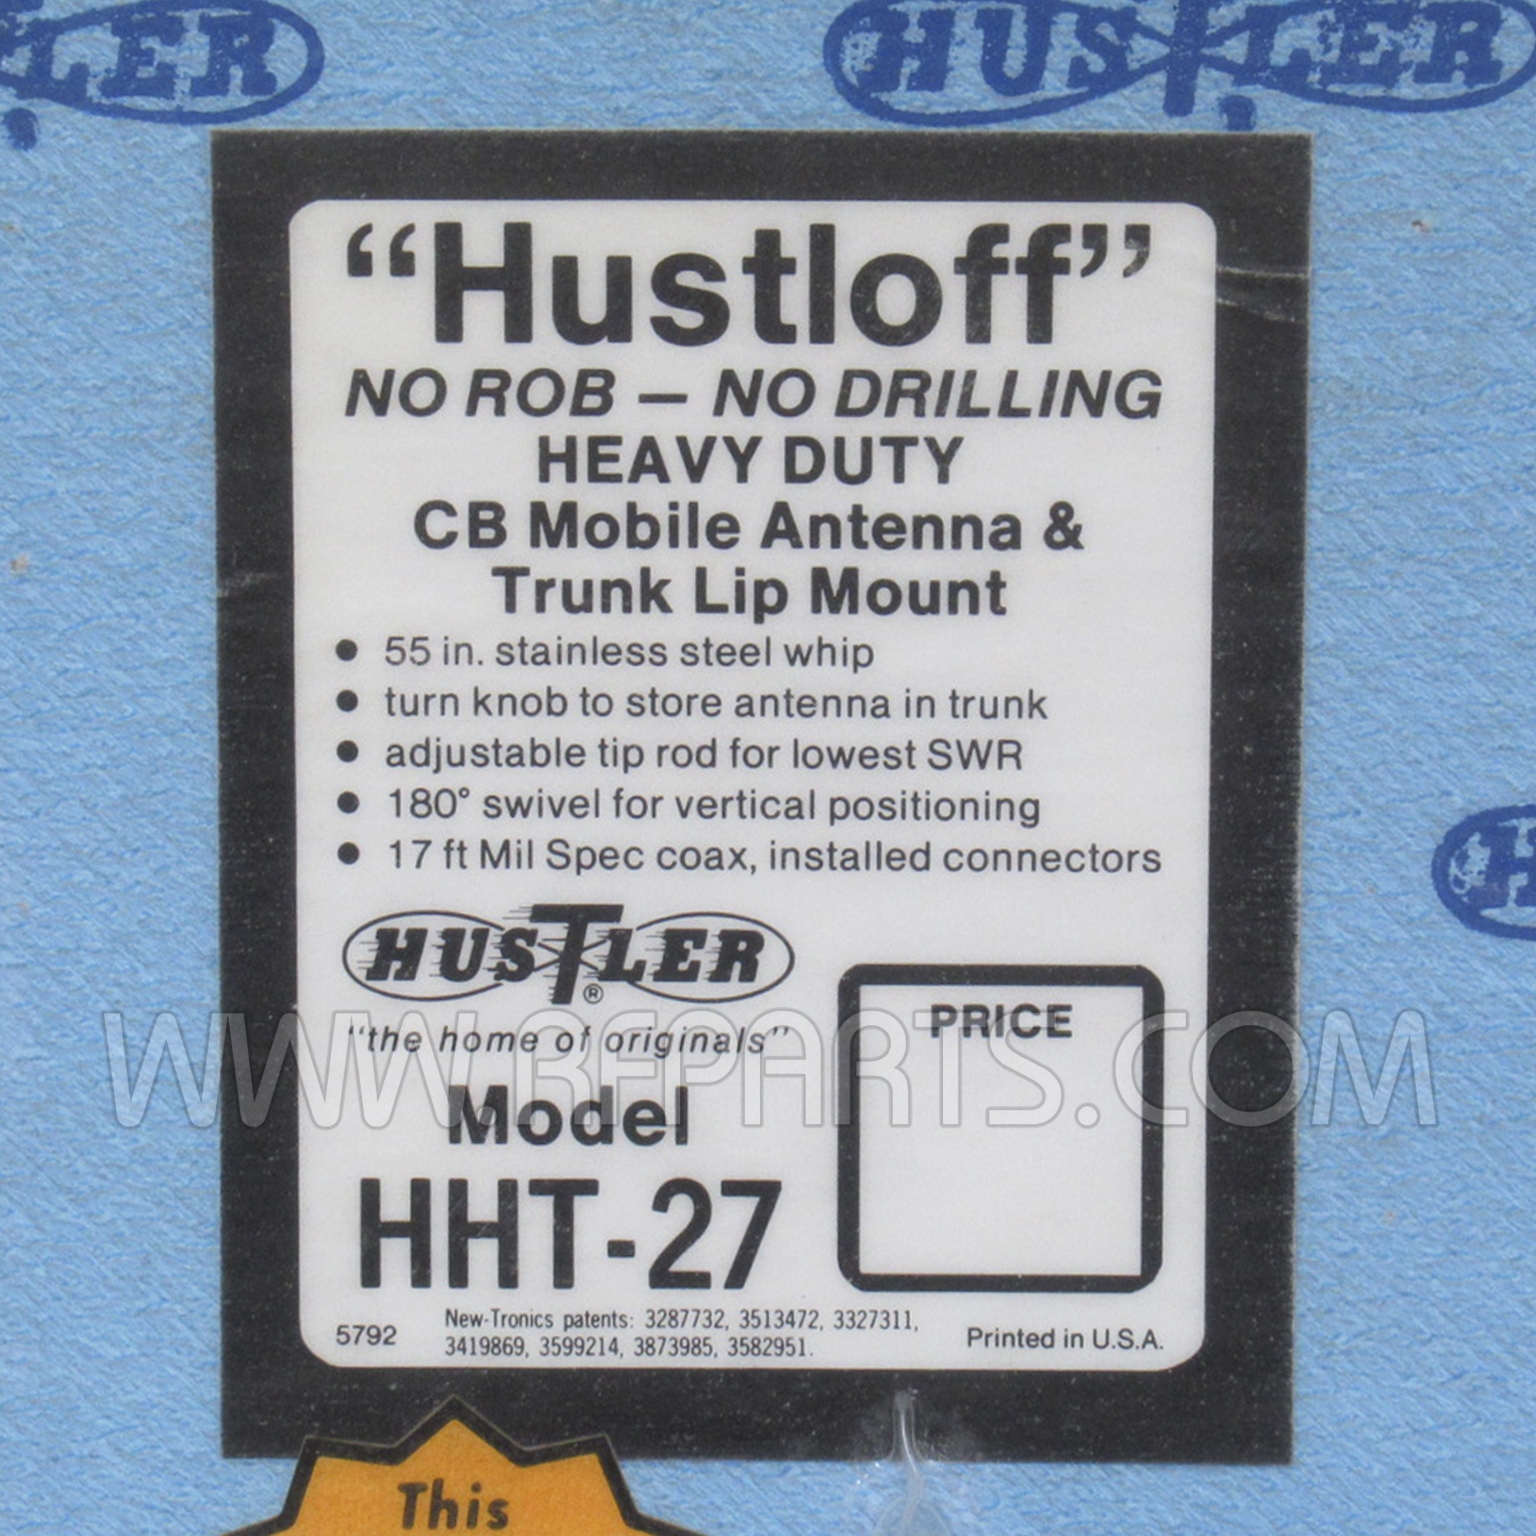 LER
HUSTLER
"Hustloff"
NO ROB – NO DRILLING
HEAVY DUTY
CB Mobile Antenna &
Trunk Lip Mount
• 55 in. stainless steel whip
• turn knob to store antenna in trunk
• adjustable tip rod for lowest SWR
• 180° swivel for vertical positioning
• 17 ft Mil Spec coax, installed connectors
H
HUSTLER®
"the home of originals"
PRICE
WWW.RFPARTS.COM
Model
HHT-27
5792
New-Tronics patents: 3287732, 3513472, 3327311,
3419869, 3599214, 3873985, 3582951.
Printed in U.S.A.
This